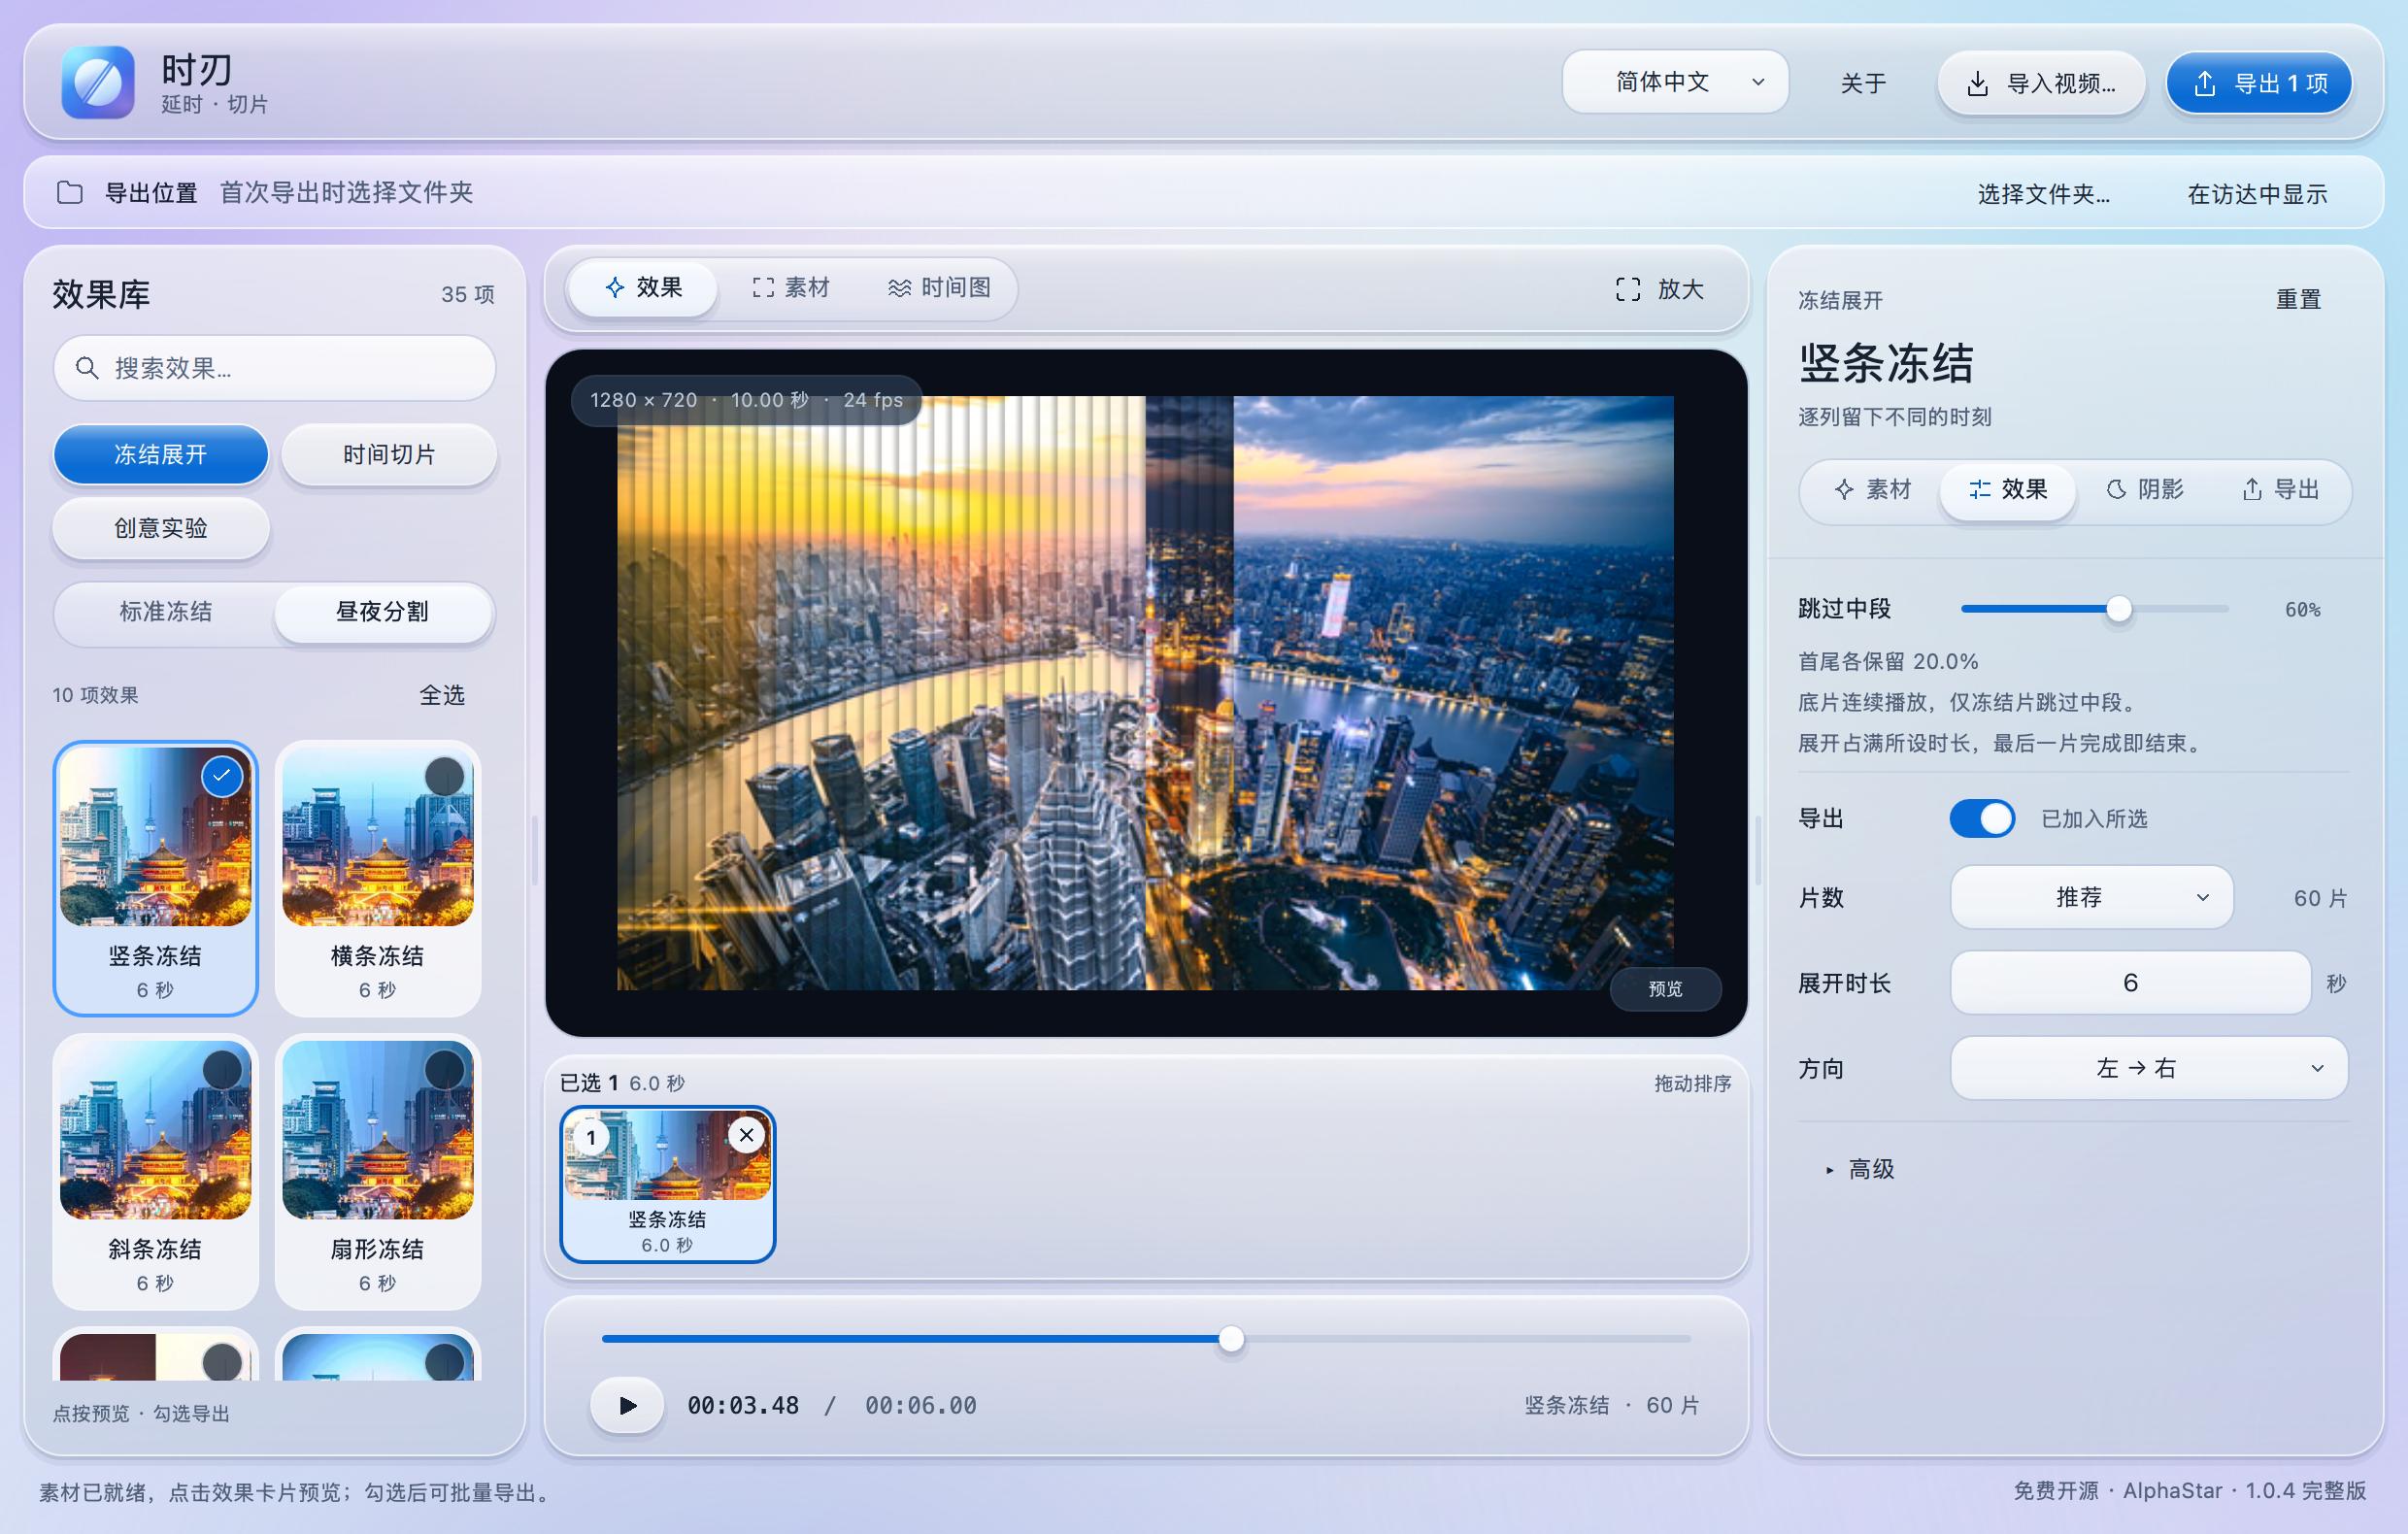 时刃
延时 · 切片
简体中文
关于
导入视频…
导出 1 项
导出位置 首次导出时选择文件夹
选择文件夹…
在访达中显示
效果库
35 项
搜索效果…
冻结展开
时间切片
创意实验
标准冻结
昼夜分割
10 项效果
全选
竖条冻结
6 秒
横条冻结
6 秒
斜条冻结
6 秒
扇形冻结
6 秒
点按预览 · 勾选导出
效果
素材
时间图
放大
1280 × 720 · 10.00 秒 · 24 fps
预览
已选 1 6.0 秒
拖动排序
1
竖条冻结
6.0 秒
00:03.48 / 00:06.00
竖条冻结 · 60 片
冻结展开
重置
竖条冻结
逐列留下不同的时刻
素材
效果
阴影
导出
跳过中段
60%
首尾各保留 20.0%
底片连续播放，仅冻结片跳过中段。
展开占满所设时长，最后一片完成即结束。
导出
已加入所选
片数
推荐
60 片
展开时长
6
秒
方向
左 → 右
高级
素材已就绪，点击效果卡片预览；勾选后可批量导出。
免费开源 · AlphaStar · 1.0.4 完整版